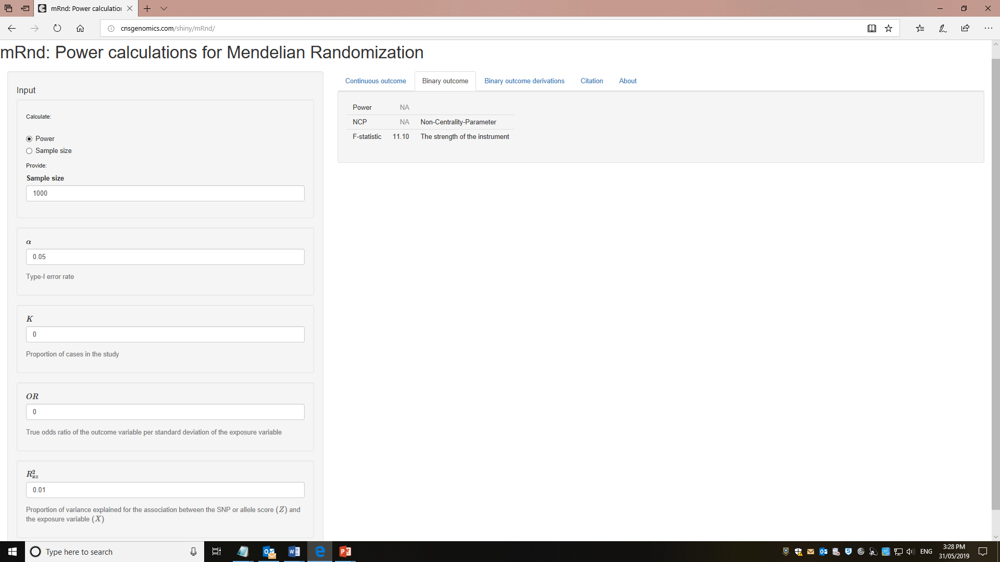 mRnd: Power calculation
cnsgenomics.com/shiny/mRnd/
mRnd: Power calculations for Mendelian Randomization
Input
Calculate:
Power
Sample size
Provide:
Sample size
1000
α
0.05
Type-I error rate
K
0
Proportion of cases in the study
OR
0
True odds ratio of the outcome variable per standard deviation of the exposure variable
R²xz
0.01
Proportion of variance explained for the association between the SNP or allele score (Z) and
the exposure variable (X)
Continuous outcome Binary outcome Binary outcome derivations Citation About
Power NA
NCP NA Non-Centrality-Parameter
F-statistic 11.10 The strength of the instrument
Type here to search
ENG
3:28 PM
31/05/2019